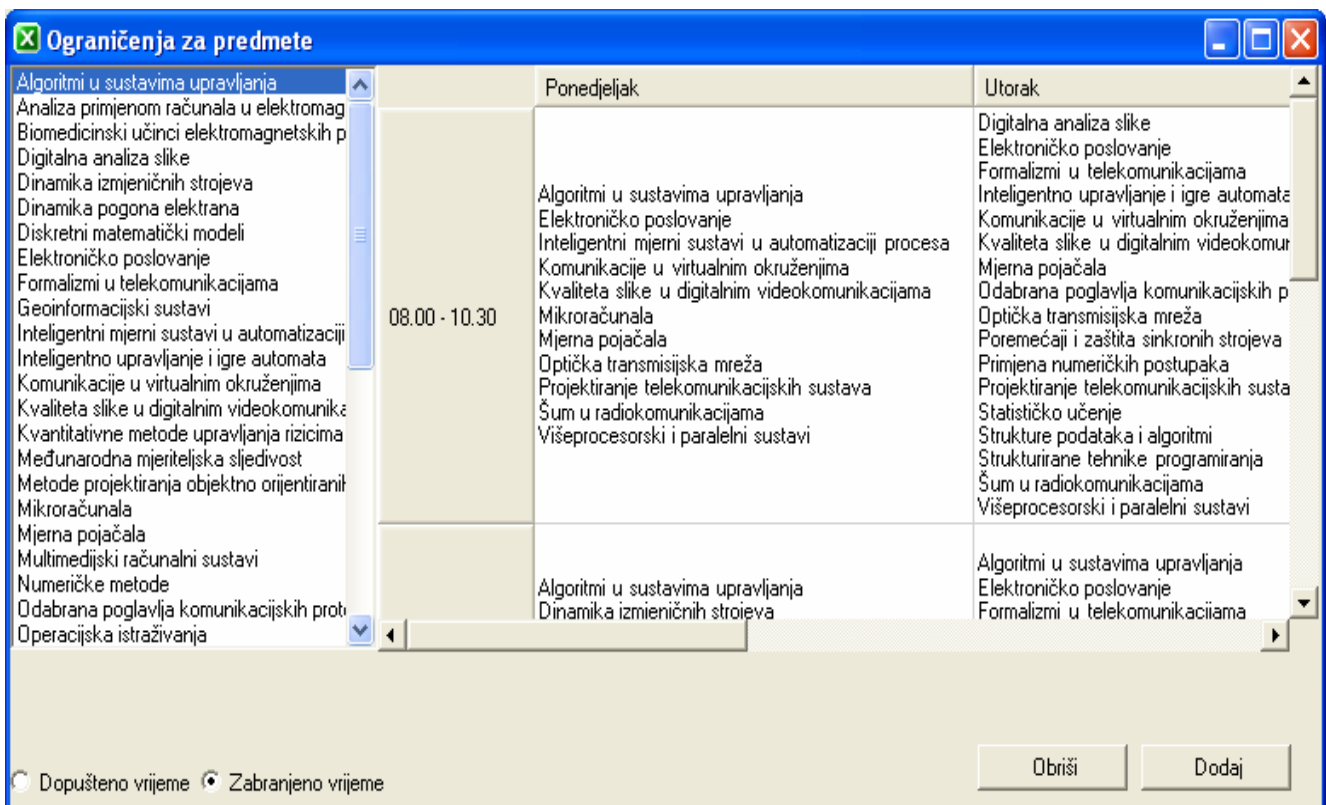 Ograničenja za predmete
Algoritmi u sustavima upravljanja
Analiza primjenom računala u elektromag
Biomedicinski učinci elektromagnetskih p
Digitalna analiza slike
Dinamika izmjeničnih strojeva
Dinamika pogona elektrana
Diskretni matematički modeli
Elektroničko poslovanje
Formalizmi u telekomunikacijama
Geoinformacijski sustavi
Inteligentni mjerni sustavi u automatizaciji
Inteligentno upravljanje i igre automata
Komunikacije u virtualnim okruženjima
Kvaliteta slike u digitalnim videokomunika
Kvantitativne metode upravljanja rizicima
Međunarodna mjeriteljska sljedivost
Metode projektiranja objektno orijentiranih
Mikroračunala
Mjerna pojačala
Multimedijski računalni sustavi
Numeričke metode
Odabrana poglavlja komunikacijskih proto
Operacijska istraživanja
Ponedjeljak
Utorak
08.00 - 10.30
Algoritmi u sustavima upravljanja
Elektroničko poslovanje
Inteligentni mjerni sustavi u automatizaciji procesa
Komunikacije u virtualnim okruženjima
Kvaliteta slike u digitalnim videokomunikacijama
Mikroračunala
Mjerna pojačala
Optička transmisijska mreža
Projektiranje telekomunikacijskih sustava
Šum u radiokomunikacijama
Višeprocesorski i paralelni sustavi
Digitalna analiza slike
Elektroničko poslovanje
Formalizmi u telekomunikacijama
Inteligentno upravljanje i igre automata
Komunikacije u virtualnim okruženjima
Kvaliteta slike u digitalnim videokomur
Mjerna pojačala
Odabrana poglavlja komunikacijskih p
Optička transmisijska mreža
Poremećaji i zaštita sinkronih strojeva
Primjena numeričkih postupaka
Projektiranje telekomunikacijskih susta
Statističko učenje
Strukture podataka i algoritmi
Strukturirane tehnike programiranja
Šum u radiokomunikacijama
Višeprocesorski i paralelni sustavi
Algoritmi u sustavima upravljanja
Dinamika izmjeničnih strojeva
Algoritmi u sustavima upravljanja
Elektroničko poslovanje
Formalizmi u telekomunikacijama
Obriši
Dodaj
Dopušteno vrijeme
Zabranjeno vrijeme